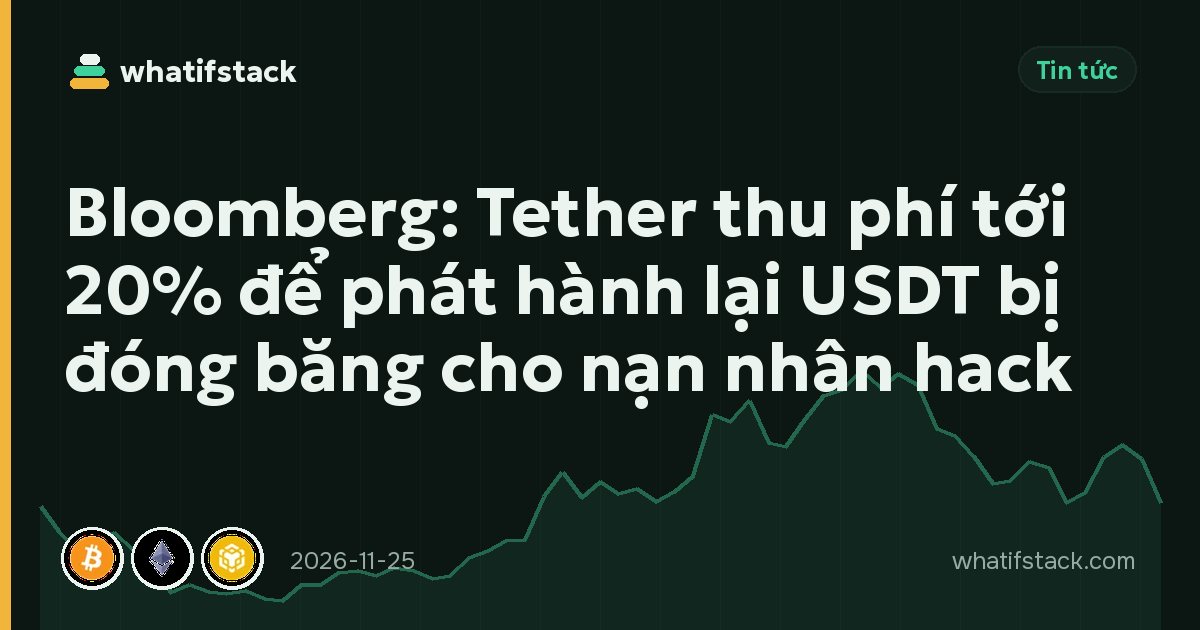 whatifstack
Tin tức
Bloomberg: Tether thu phí tới
20% để phát hành lại USDT bị
đóng băng cho nạn nhân hack
2026-11-25
whatifstack.com